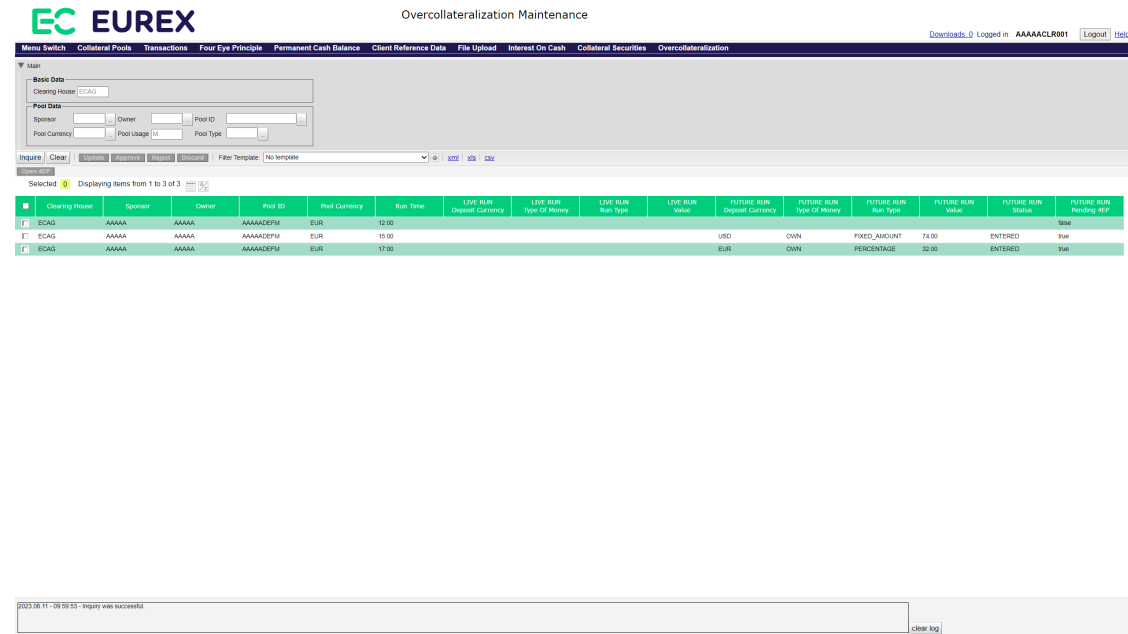 EC EUREX
Overcollateralization Maintenance
Downloads: 0 Logged in: AAAAACLR001 Logout Help
Menu Switch Collateral Pools Transactions Four Eye Principle Permanent Cash Balance Client Reference Data File Upload Interest On Cash Collateral Securities Overcollateralization
Main
Basic Data
Clearing House ECAG
Pool Data
Sponsor .. Owner .. Pool ID ..
Pool Currency .. Pool Usage M Pool Type ..
Inquire Clear Update Approve Reject Discard Filter Template: No template xml xls csv
Open 4EP
Selected: 0 Displaying items from 1 to 3 of 3
Clearing House Sponsor Owner Pool ID Pool Currency Run Time LIVE RUN Deposit Currency LIVE RUN Type Of Money LIVE RUN Run Type LIVE RUN Value FUTURE RUN Deposit Currency FUTURE RUN Type Of Money FUTURE RUN Run Type FUTURE RUN Value FUTURE RUN Status FUTURE RUN Pending 4EP
ECAG AAAAA AAAAA AAAAADEFM EUR 12:00 false
ECAG AAAAA AAAAA AAAAADEFM EUR 15:00 USD OWN FIXED_AMOUNT 74.00 ENTERED true
ECAG AAAAA AAAAA AAAAADEFM EUR 17:00 EUR OWN PERCENTAGE 32.00 ENTERED true
2023.08.11 - 09:59:53 - Inquiry was successful.
clear log